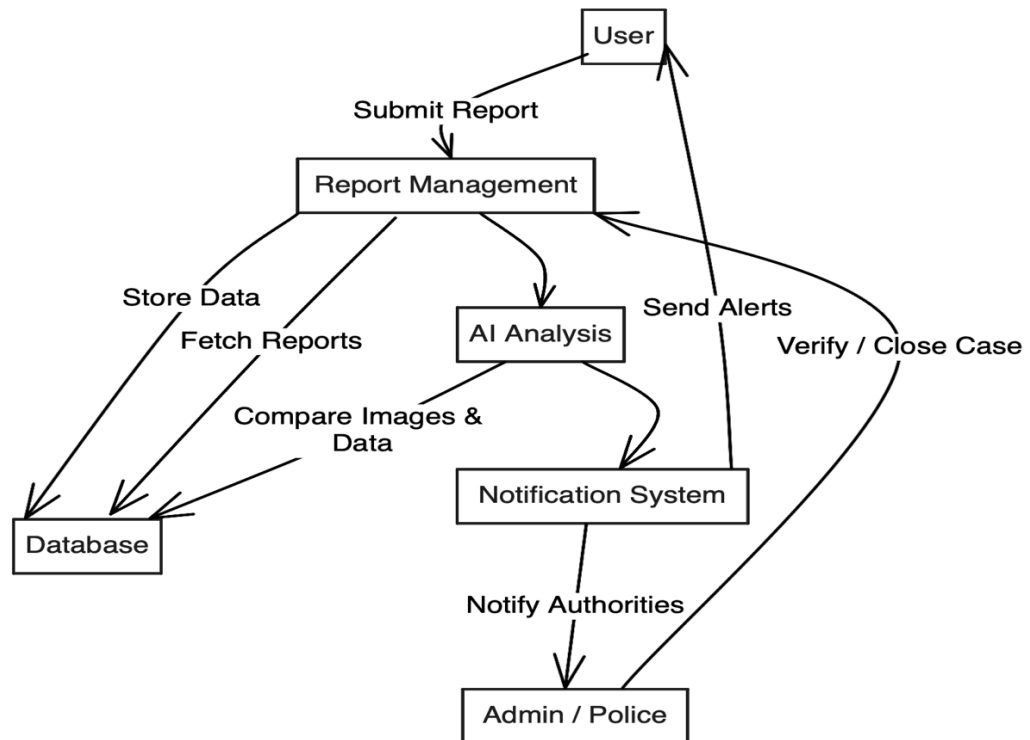 User
Submit Report
Report Management
Store Data
Send Alerts
Fetch Reports
AI Analysis
Verify / Close Case
Compare Images &
Data
Notification System
Database
Notify Authorities
Admin / Police